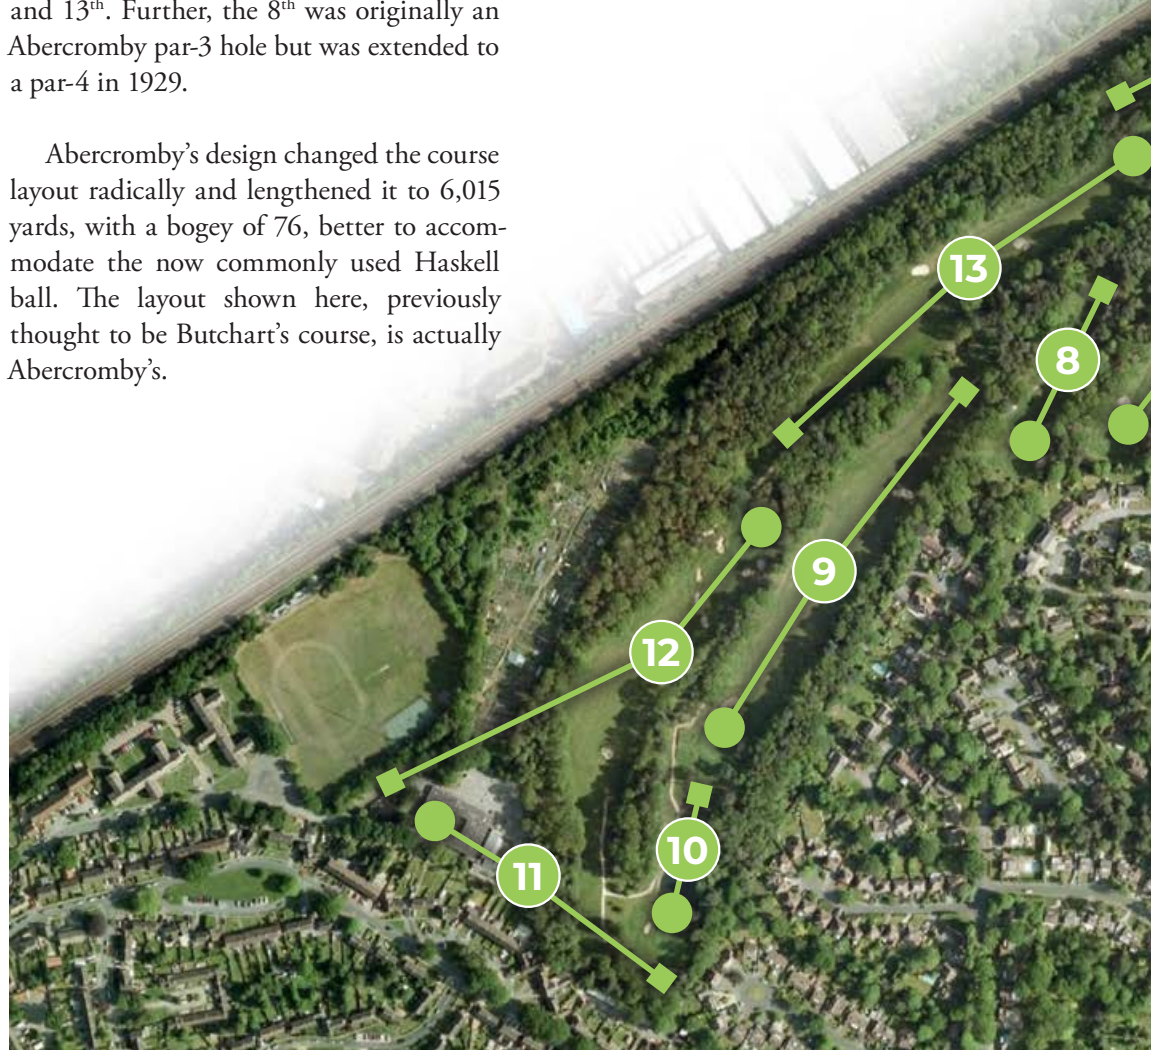 and 13th. Further, the 8th was originally an
Abercromby par-3 hole but was extended to
a par-4 in 1929.
Abercromby’s design changed the course
layout radically and lengthened it to 6,015
yards, with a bogey of 76, better to accom-
modate the now commonly used Haskell
ball. The layout shown here, previously
thought to be Butchart’s course, is actually
Abercromby’s.
13
8
9
12
10
11